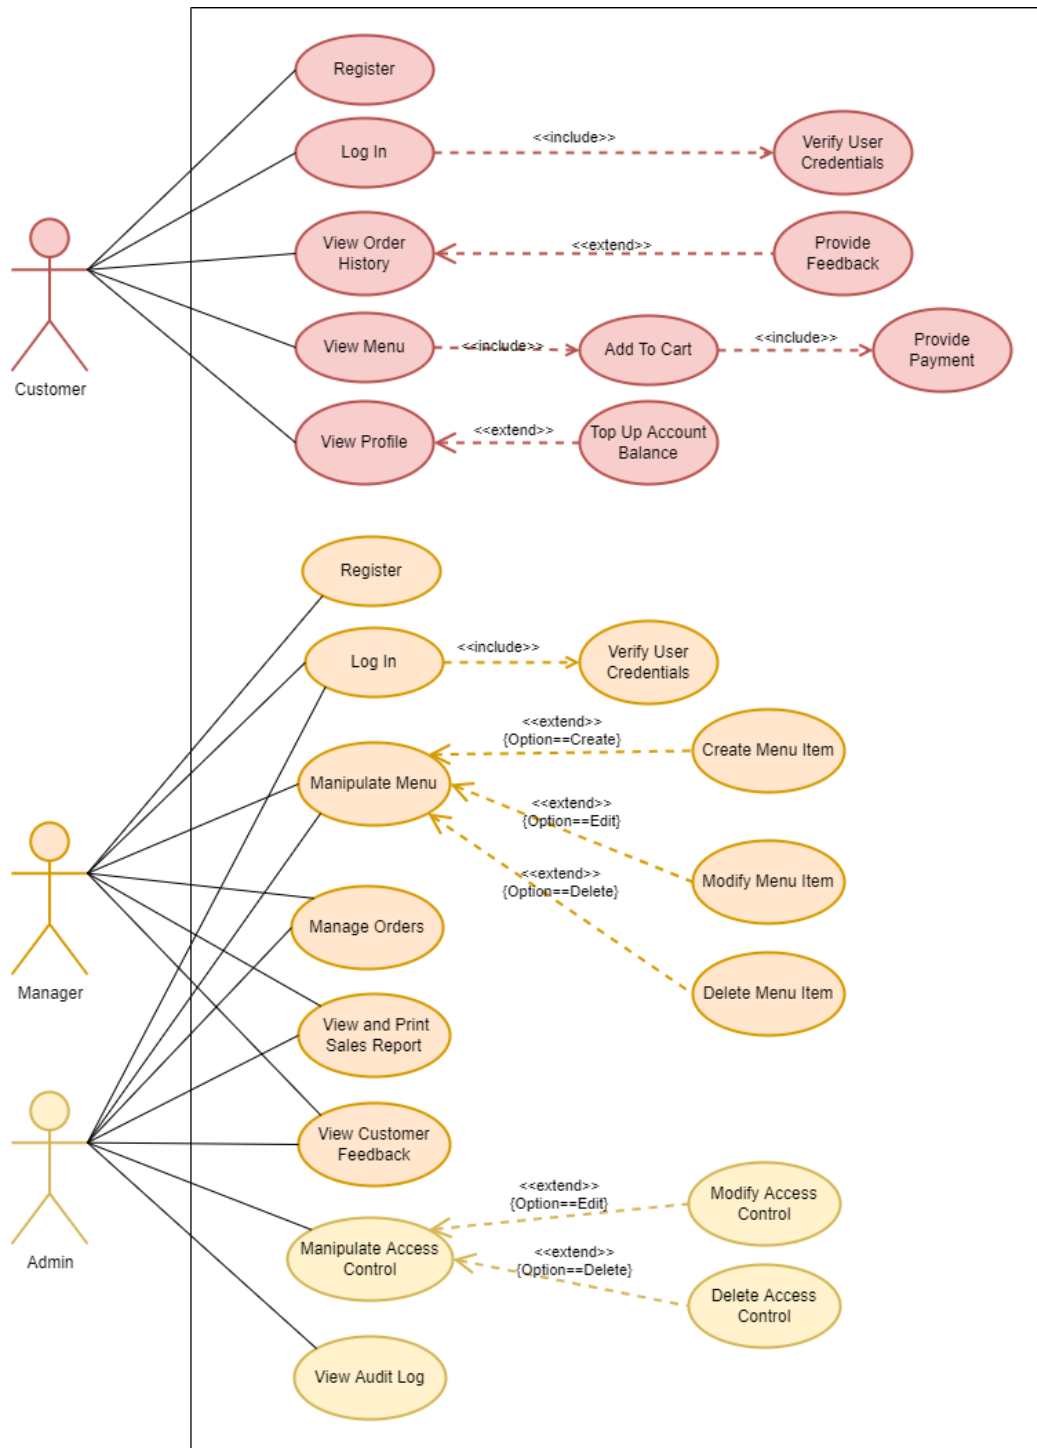 Register
Log In
<<include>>
Verify User
Credentials
View Order
History
<<extend>>
Provide
Feedback
View Menu
<<include>>
Add To Cart
<<include>>
Provide
Payment
Customer
View Profile
<<extend>>
Top Up Account
Balance
Register
Log In
<<include>>
Verify User
Credentials
<<extend>>
{Option==Create}
Create Menu Item
Manipulate Menu
<<extend>>
{Option==Edit}
Modify Menu Item
<<extend>>
{Option==Delete}
Manage Orders
Delete Menu Item
Manager
View and Print
Sales Report
View Customer
Feedback
<<extend>>
{Option==Edit}
Modify Access
Control
Manipulate Access
Control
<<extend>>
{Option==Delete}
Admin
Delete Access
Control
View Audit Log